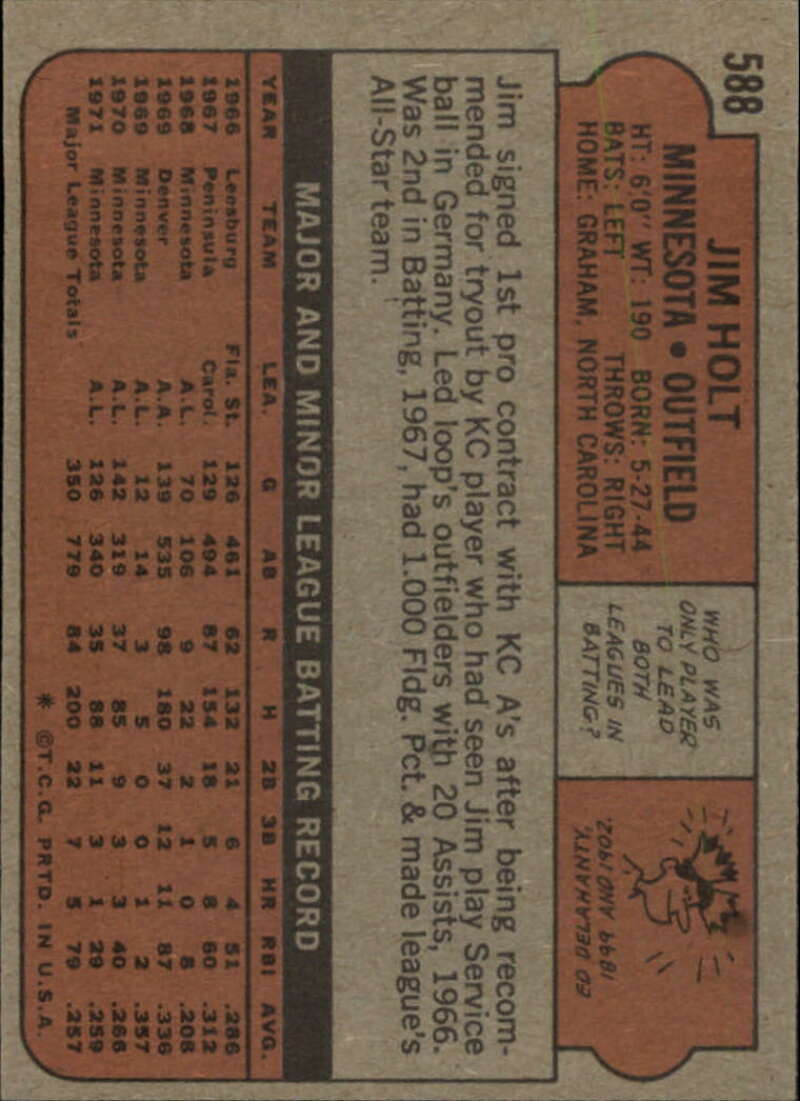 588
JIM HOLT
MINNESOTA • OUTFIELD
HT: 6'0" WT: 190 BORN: 5-27-44
BATS: LEFT THROWS: RIGHT
HOME: GRAHAM, NORTH CAROLINA
WHO WAS
ONLY PLAYER
TO LEAD
BOTH
LEAGUES IN
BATTING?
ED DELAHANTY,
1899 AND 1902.
Jim signed 1st pro contract with KC A's after being recom-
mended for tryout by KC player who had seen Jim play Service
ball in Germany. Led loop's outfielders with 20 Assists, 1966.
Was 2nd in Batting, 1967, had 1.000 Fldg. Pct. & made league's
All-Star team.
MAJOR AND MINOR LEAGUE BATTING RECORD
YEAR TEAM LEA. G AB R H 2B 3B HR RBI AVG.
1966 Leesburg Fla. St. 126 461 62 132 21 6 4 51 .286
1967 Peninsula Carol. 129 494 87 154 18 5 8 60 .312
1968 Minnesota A.L. 70 106 9 22 2 1 0 8 .208
1969 Denver A.A. 139 535 98 180 37 12 11 87 .336
1969 Minnesota A.L. 12 14 3 5 0 0 1 2 .357
1970 Minnesota A.L. 142 319 37 85 9 3 3 40 .266
1971 Minnesota A.L. 126 340 35 88 11 3 1 29 .259
Major League Totals 350 779 84 200 22 7 5 79 .257
* ©T.C.G. PRTD. IN U.S.A.